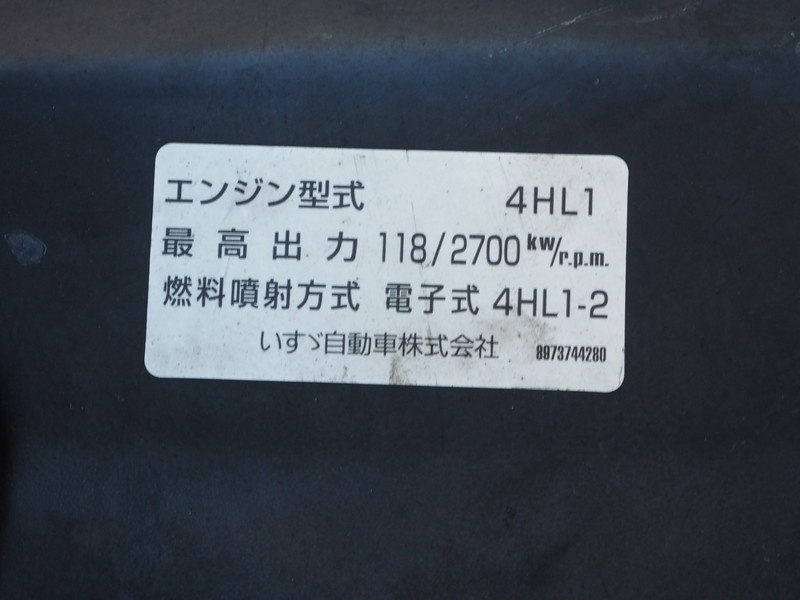 エンジン型式 4HL1
最高出力 118/2700 kw/r.p.m.
燃料噴射方式 電子式 4HL1-2
いすゞ自動車株式会社 8973744280